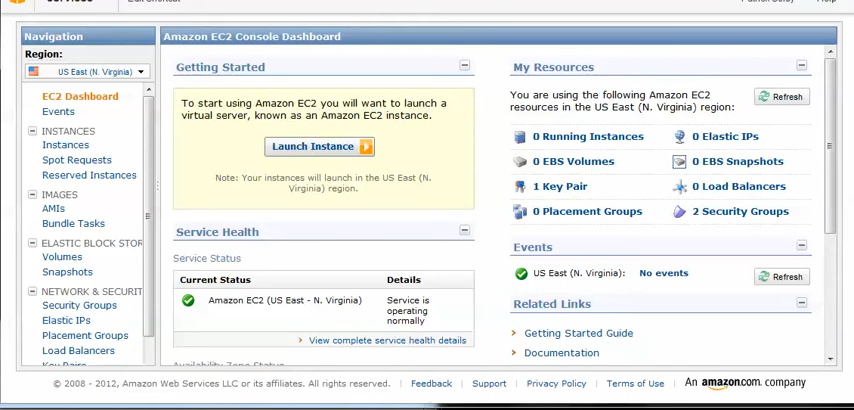 Navigation
Region:
US East (N. Virginia)
EC2 Dashboard
Events
INSTANCES
Instances
Spot Requests
Reserved Instances
IMAGES
AMIs
Bundle Tasks
ELASTIC BLOCK STOR
Volumes
Snapshots
NETWORK & SECURIT
Security Groups
Elastic IPs
Placement Groups
Load Balancers
Key Pairs
Amazon EC2 Console Dashboard
Getting Started
To start using Amazon EC2 you will want to launch a
virtual server, known as an Amazon EC2 instance.
Launch Instance
Note: Your instances will launch in the US East (N.
Virginia) region.
Service Health
Service Status
Current Status Details
Amazon EC2 (US East - N. Virginia) Service is
operating
normally
View complete service health details
Availability Zone Status
My Resources
You are using the following Amazon EC2
resources in the US East (N. Virginia) region:
Refresh
0 Running Instances 0 Elastic IPs
0 EBS Volumes 0 EBS Snapshots
1 Key Pair 0 Load Balancers
0 Placement Groups 2 Security Groups
Events
US East (N. Virginia): No events Refresh
Related Links
Getting Started Guide
Documentation
© 2008 - 2012, Amazon Web Services LLC or its affiliates. All rights reserved. | Feedback | Support | Privacy Policy | Terms of Use | An amazon.com. company